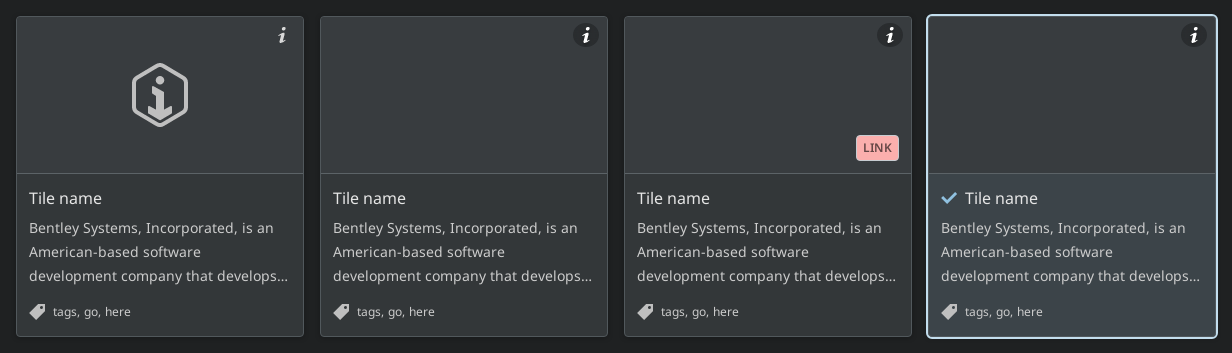 LINK
Tile name
Bentley Systems, Incorporated, is an
American-based software
development company that develops...
tags, go, here
Tile name
Bentley Systems, Incorporated, is an
American-based software
development company that develops...
tags, go, here
Tile name
Bentley Systems, Incorporated, is an
American-based software
development company that develops...
tags, go, here
Tile name
Bentley Systems, Incorporated, is an
American-based software
development company that develops...
tags, go, here